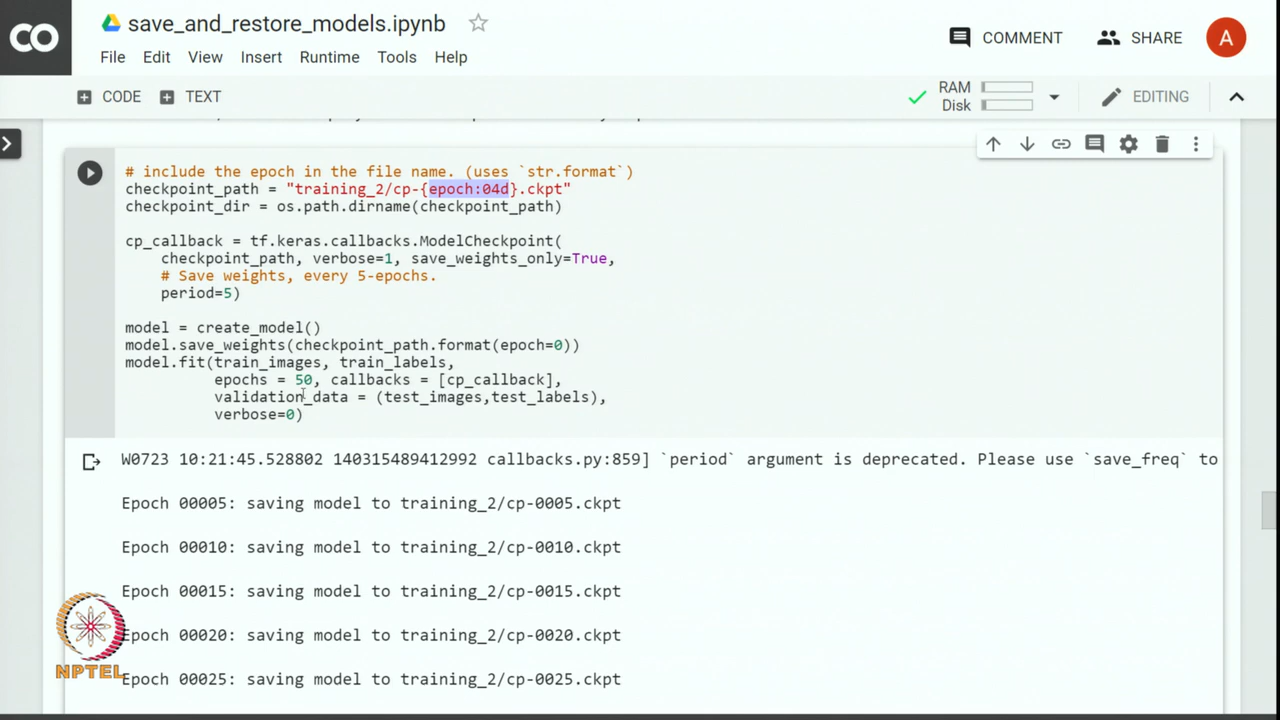 CO
save_and_restore_models.ipynb
COMMENT
SHARE
A
File Edit View Insert Runtime Tools Help
CODE TEXT
RAM
Disk
EDITING
# include the epoch in the file name. (uses `str.format`)
checkpoint_path = "training_2/cp-{epoch:04d}.ckpt"
checkpoint_dir = os.path.dirname(checkpoint_path)
cp_callback = tf.keras.callbacks.ModelCheckpoint(
checkpoint_path, verbose=1, save_weights_only=True,
# Save weights, every 5-epochs.
period=5)
model = create_model()
model.save_weights(checkpoint_path.format(epoch=0))
model.fit(train_images, train_labels,
epochs = 50, callbacks = [cp_callback],
validation_data = (test_images,test_labels),
verbose=0)
W0723 10:21:45.528802 140315489412992 callbacks.py:859] `period` argument is deprecated. Please use `save_freq` to
Epoch 00005: saving model to training_2/cp-0005.ckpt
Epoch 00010: saving model to training_2/cp-0010.ckpt
Epoch 00015: saving model to training_2/cp-0015.ckpt
Epoch 00020: saving model to training_2/cp-0020.ckpt
Epoch 00025: saving model to training_2/cp-0025.ckpt
NPTEL